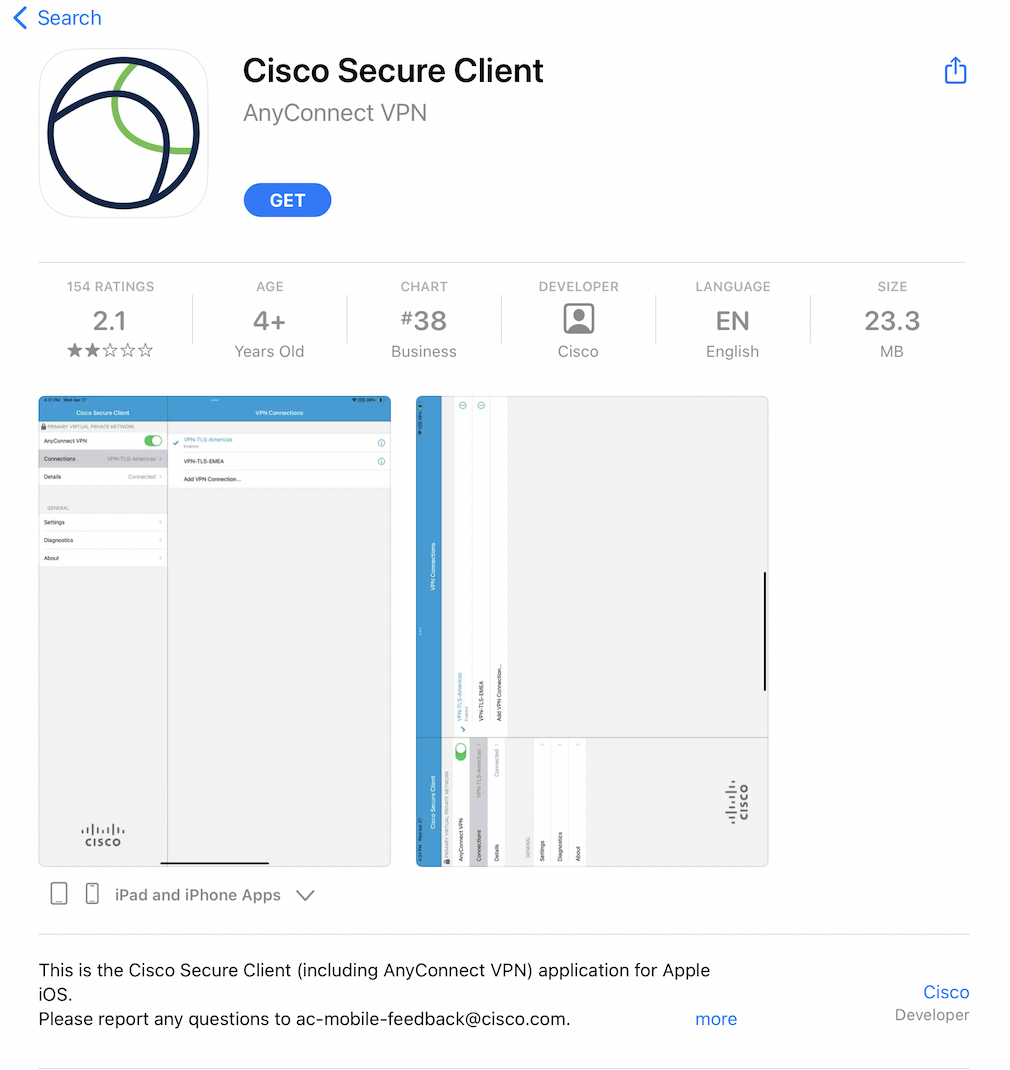 Search
Cisco Secure Client
AnyConnect VPN
GET
154 RATINGS
2.1
AGE
4+
Years Old
CHART
#38
Business
DEVELOPER
Cisco
LANGUAGE
EN
English
SIZE
23.3
MB
4:31 PM Wed Apr 27
Cisco Secure Client
PRIMARY VIRTUAL PRIVATE NETWORK
AnyConnect VPN
Connections VPN-TLS-Americas
Details Connected
GENERAL
Settings
Diagnostics
About
CISCO
VPN Connections
VPN-TLS-Americas
Enabled
VPN-TLS-EMEA
Add VPN Connection...
Cisco Secure Client
PRIMARY VIRTUAL PRIVATE NETWORK
AnyConnect VPN
Connections VPN-TLS-Americas
Details Connected
GENERAL
Settings
Diagnostics
About
CISCO
VPN Connections
VPN-TLS-Americas
Enabled
VPN-TLS-EMEA
Add VPN Connection...
iPad and iPhone Apps
This is the Cisco Secure Client (including AnyConnect VPN) application for Apple
iOS.
Please report any questions to ac-mobile-feedback@cisco.com.
more
Cisco
Developer